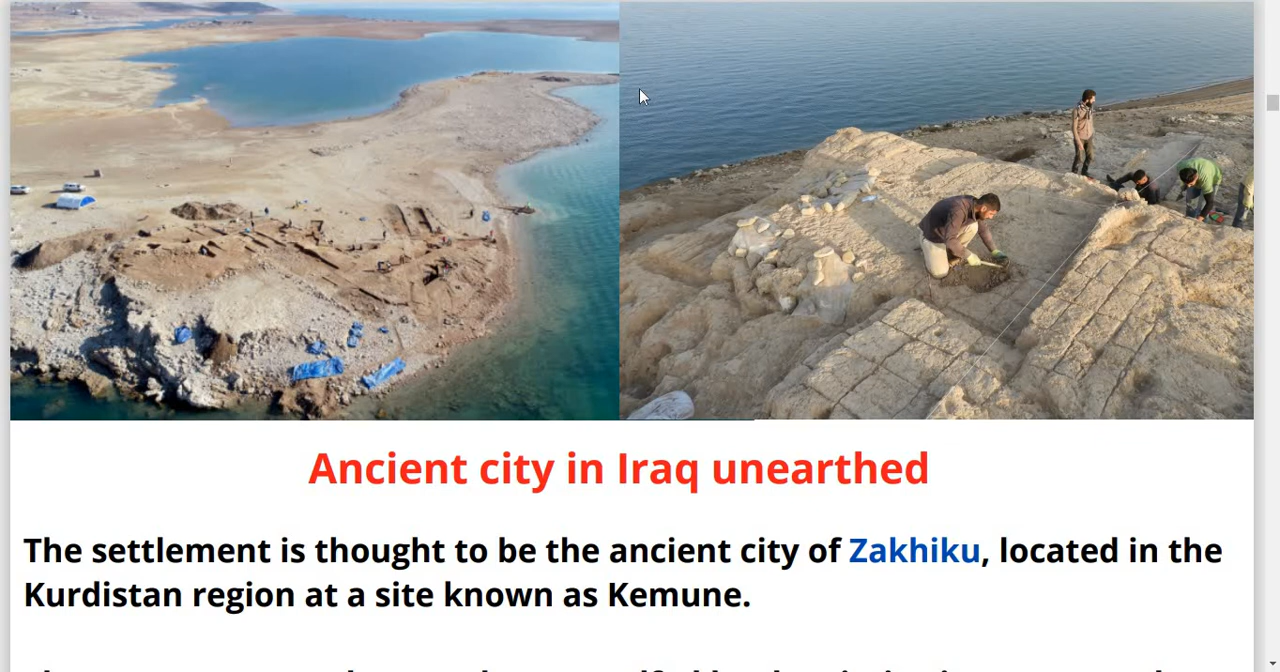 Ancient city in Iraq unearthed
The settlement is thought to be the ancient city of Zakhiku, located in the
Kurdistan region at a site known as Kemune.